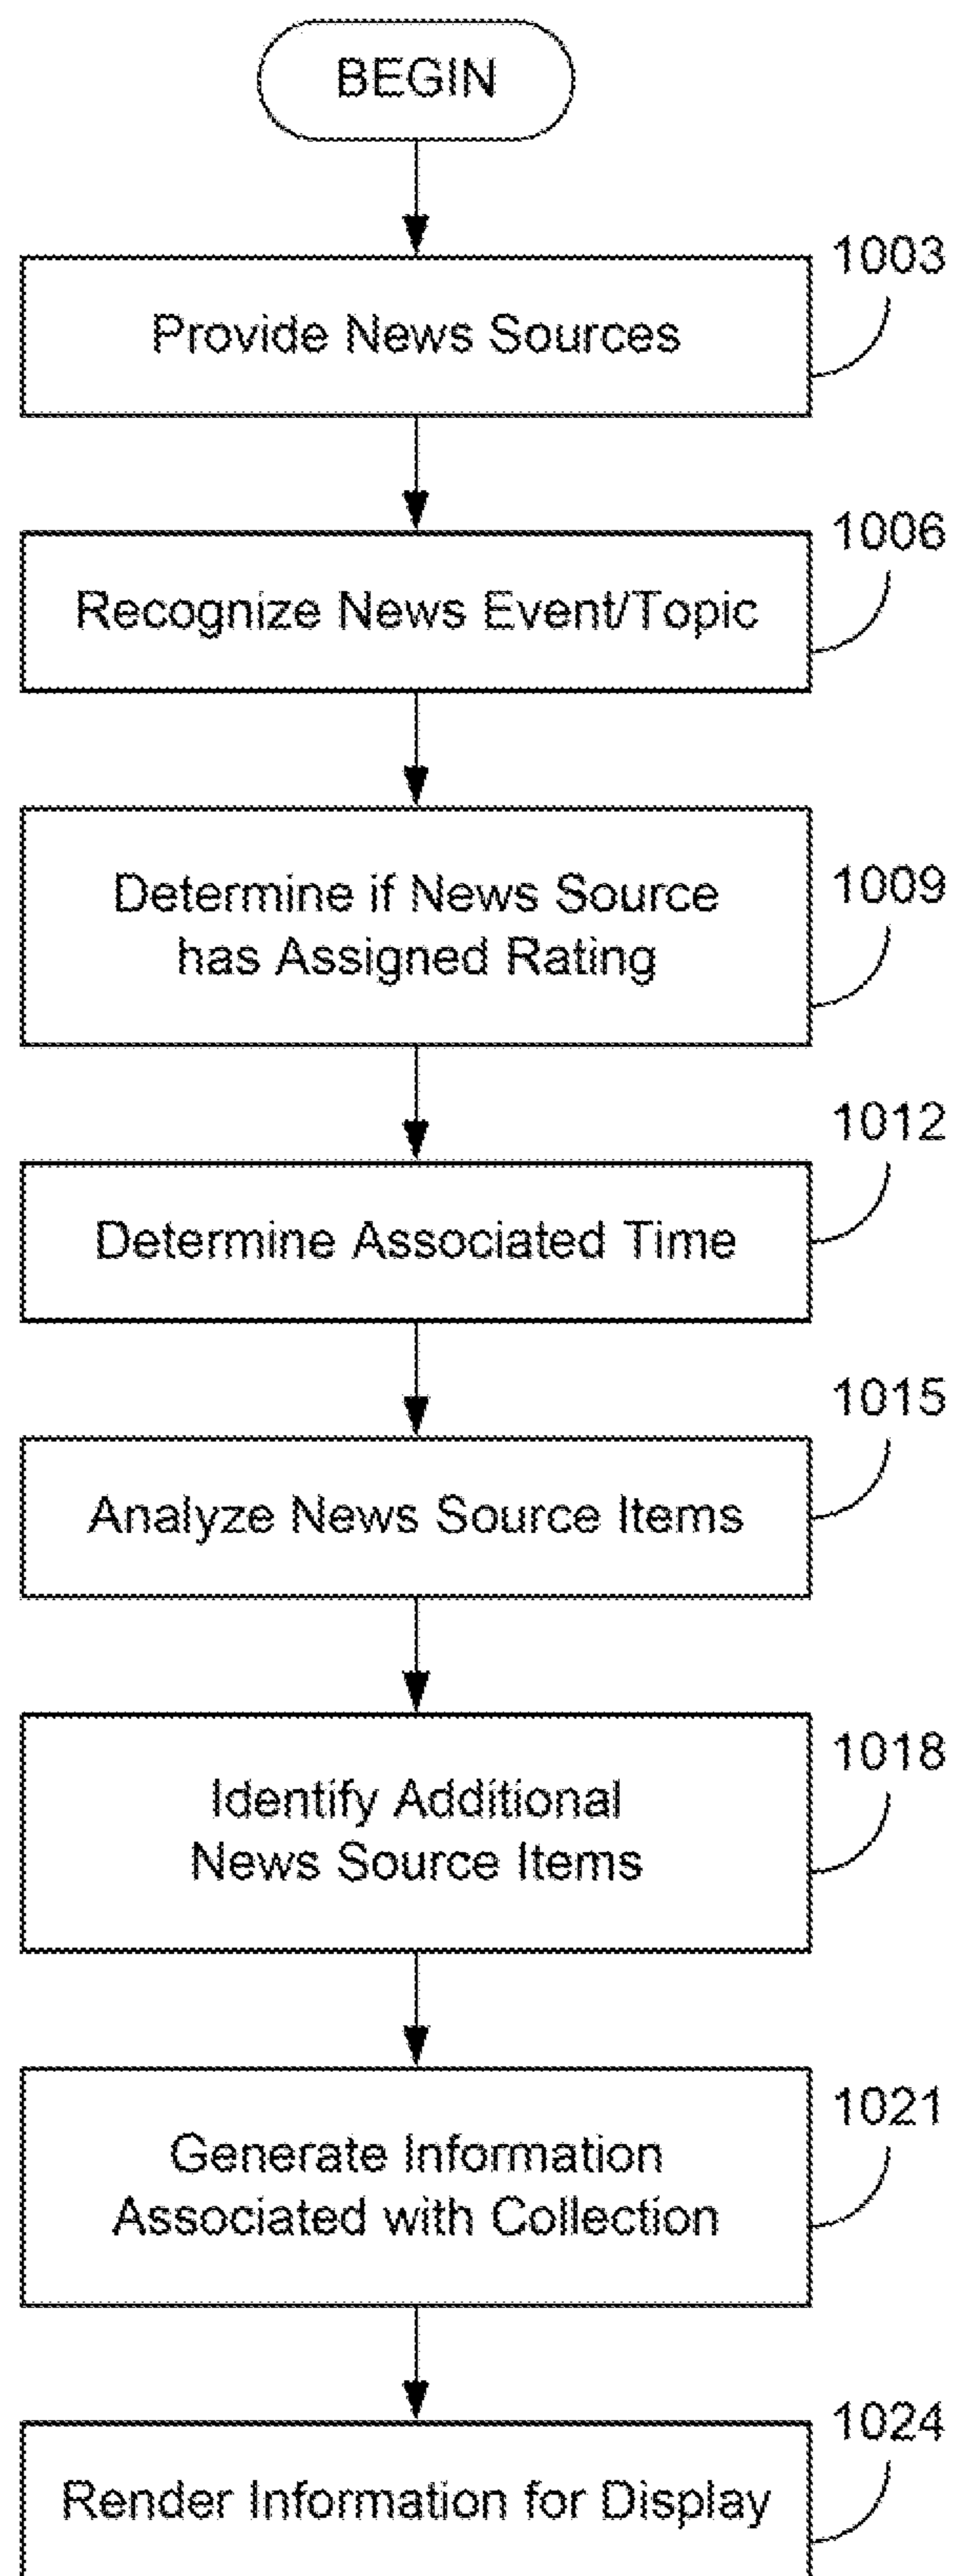 BEGIN
1003
Provide News Sources
1006
Recognize News Event/Topic
1009
Determine if News Source
has Assigned Rating
1012
Determine Associated Time
1015
Analyze News Source Items
1018
Identify Additional
News Source Items
1021
Generate Information
Associated with Collection
1024
Render Information for Display